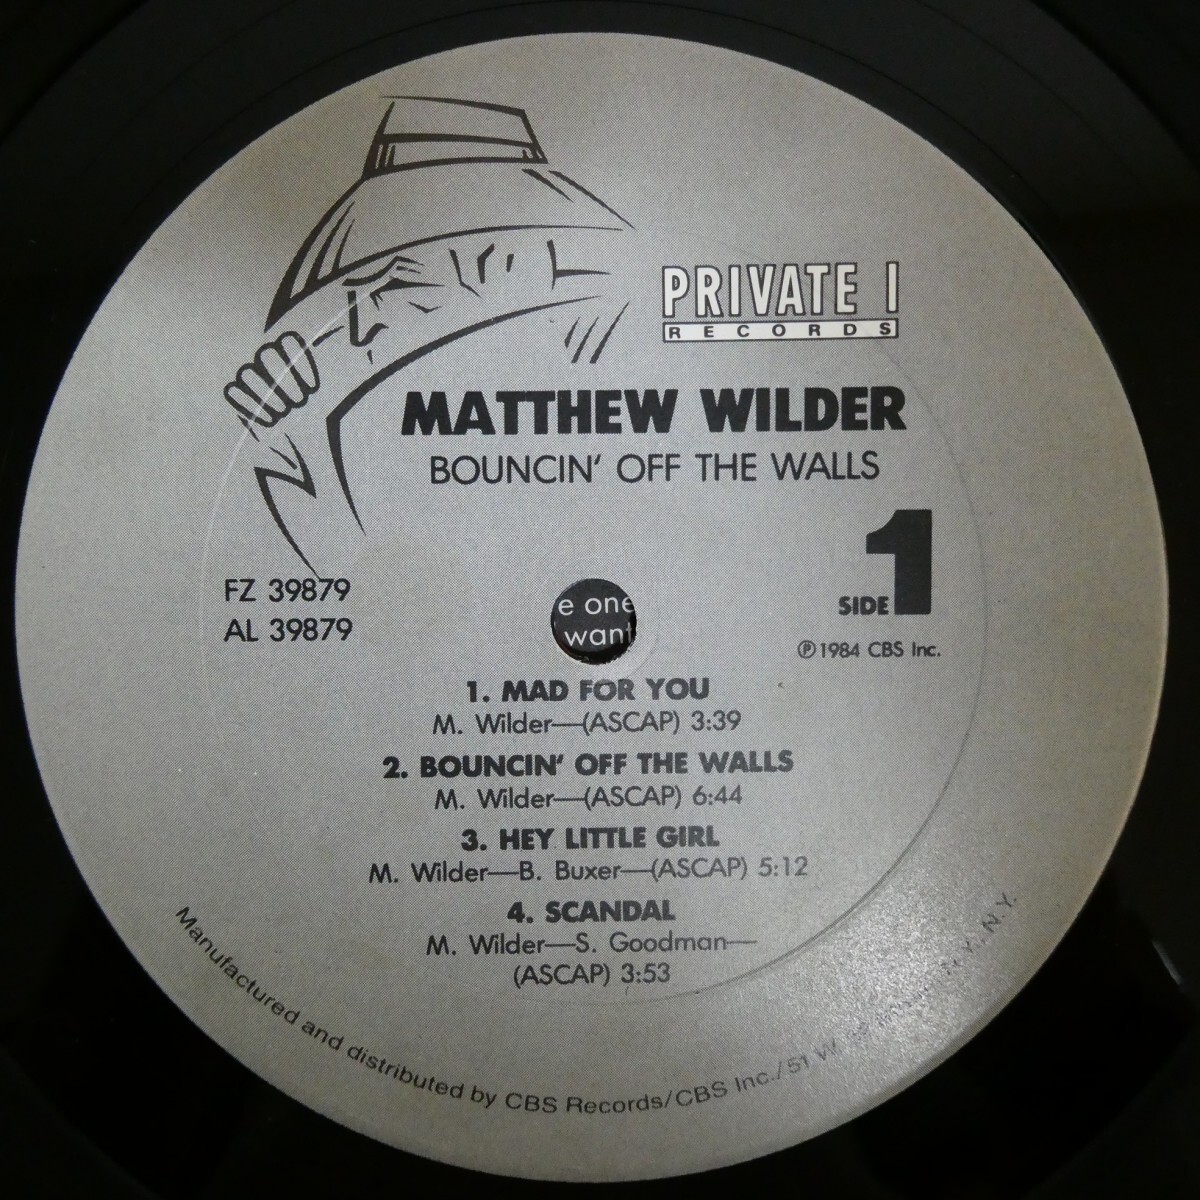 PRIVATE I
RECORDS
MATTHEW WILDER
BOUNCIN' OFF THE WALLS
FZ 39879
AL 39879
SIDE 1
℗1984 CBS Inc.
e one
want
1. MAD FOR YOU
M. Wilder—(ASCAP) 3:39
2. BOUNCIN' OFF THE WALLS
M. Wilder—(ASCAP) 6:44
3. HEY LITTLE GIRL
M. Wilder—B. Buxer—(ASCAP) 5:12
4. SCANDAL
M. Wilder—S. Goodman—
(ASCAP) 3:53
Manufactured and distributed by CBS Records/CBS Inc./51 W. N.Y., N.Y.